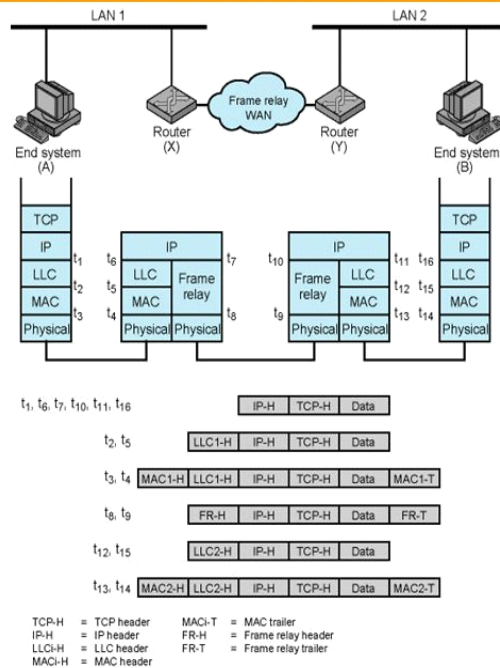 LAN 1
LAN 2
Frame relay
WAN
Router
(X)
Router
(Y)
End system
(A)
End system
(B)
TCP
IP
LLC
MAC
Physical
t1
t2
t3
t6
t5
t4
IP
LLC
MAC
Physical
Frame
relay
Physical
t7
t8
t10
t9
IP
Frame
relay
Physical
LLC
MAC
Physical
t11 t16
t12 t15
t13 t14
TCP
IP
LLC
MAC
Physical
t1, t6, t7, t10, t11, t16 IP-H TCP-H Data
t2, t5 LLC1-H IP-H TCP-H Data
t3, t4 MAC1-H LLC1-H IP-H TCP-H Data MAC1-T
t8, t9 FR-H IP-H TCP-H Data FR-T
t12, t15 LLC2-H IP-H TCP-H Data
t13, t14 MAC2-H LLC2-H IP-H TCP-H Data MAC2-T
TCP-H = TCP header MACi-T = MAC trailer
IP-H = IP header FR-H = Frame relay header
LLCi-H = LLC header FR-T = Frame relay trailer
MACi-H = MAC header